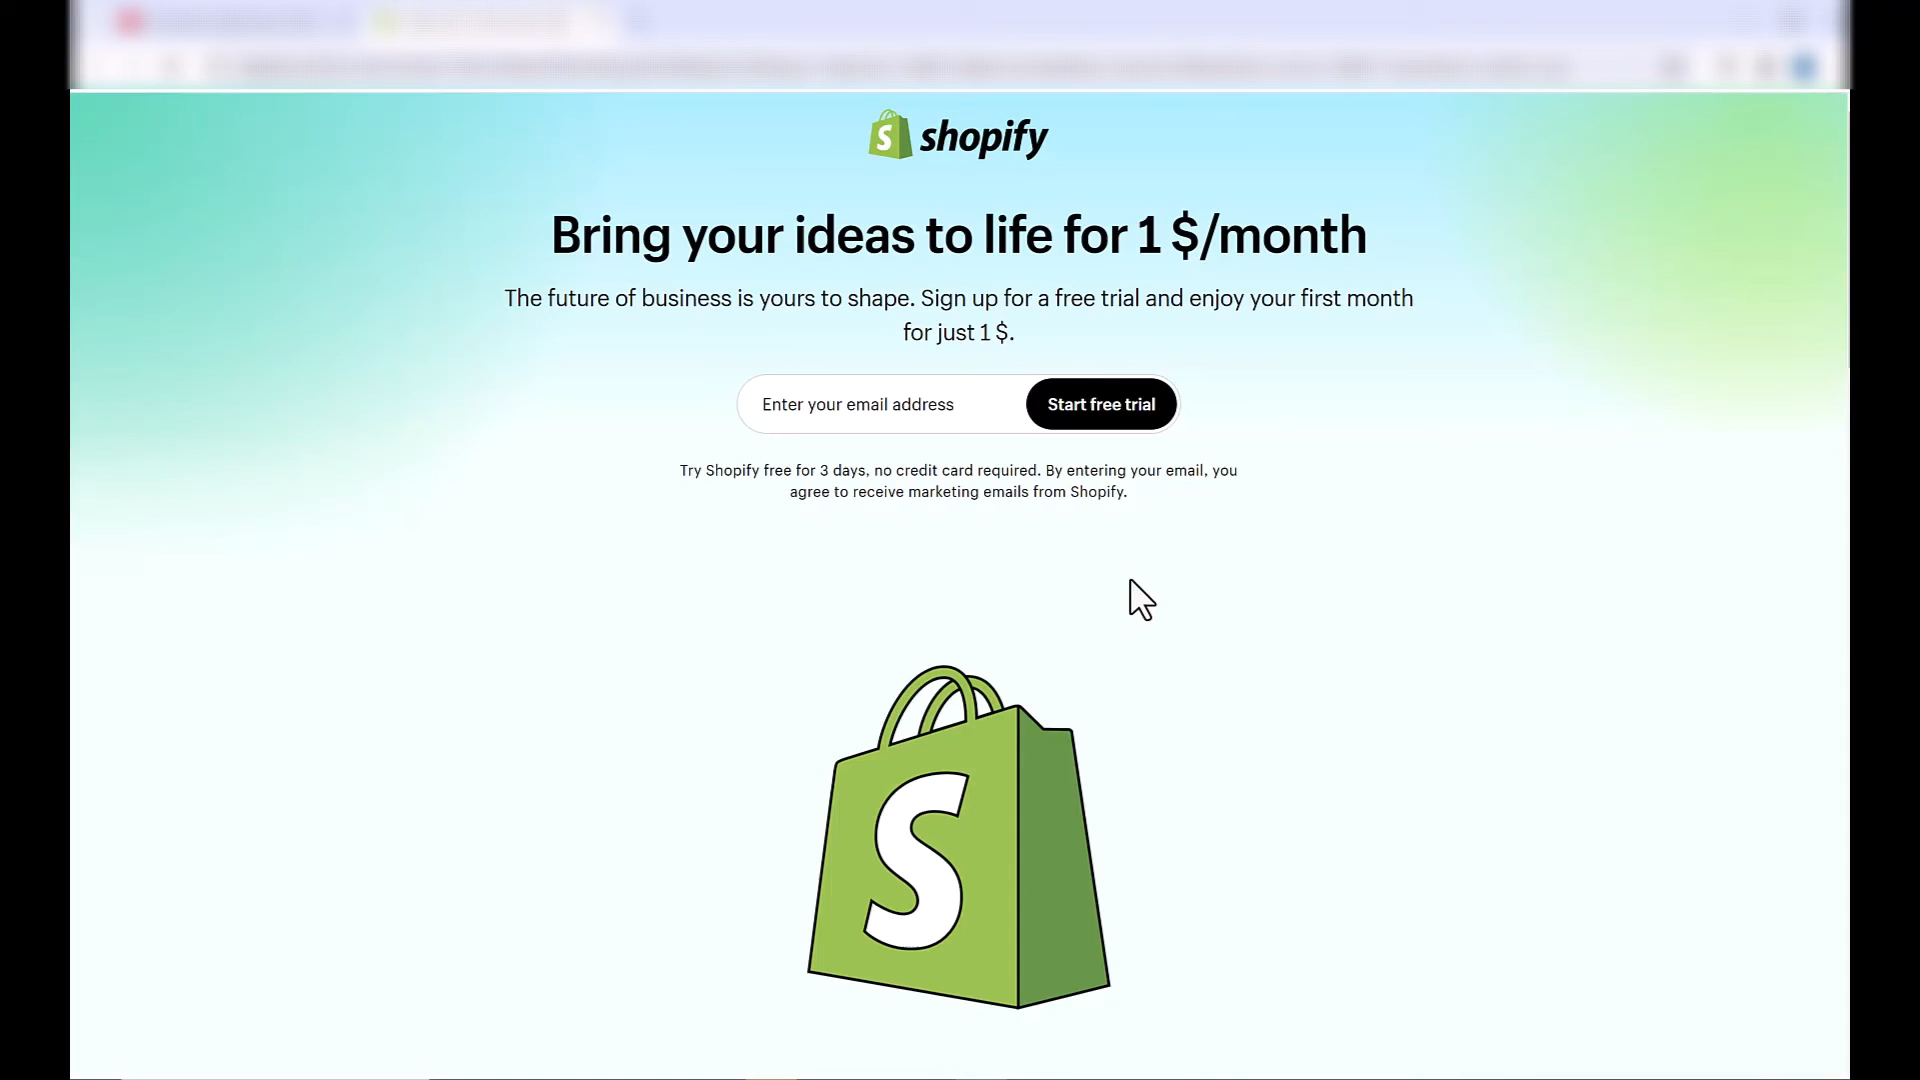 shopify
Bring your ideas to life for 1 $/month
The future of business is yours to shape. Sign up for a free trial and enjoy your first month
for just 1 $.
Enter your email address
Start free trial
Try Shopify free for 3 days, no credit card required. By entering your email, you
agree to receive marketing emails from Shopify.
S